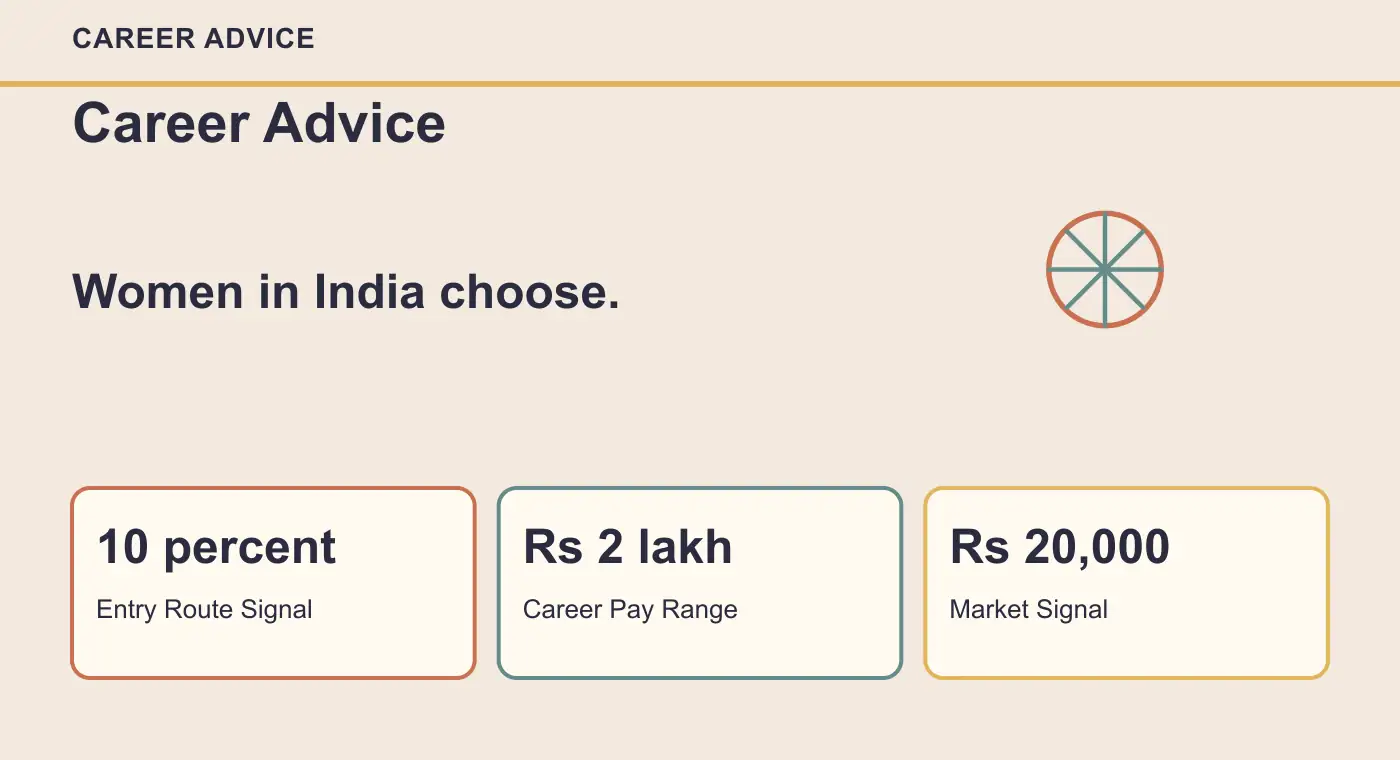 CAREER ADVICE
Career Advice
Women in India choose.
10 percent
Entry Route Signal
Rs 2 lakh
Career Pay Range
Rs 20,000
Market Signal